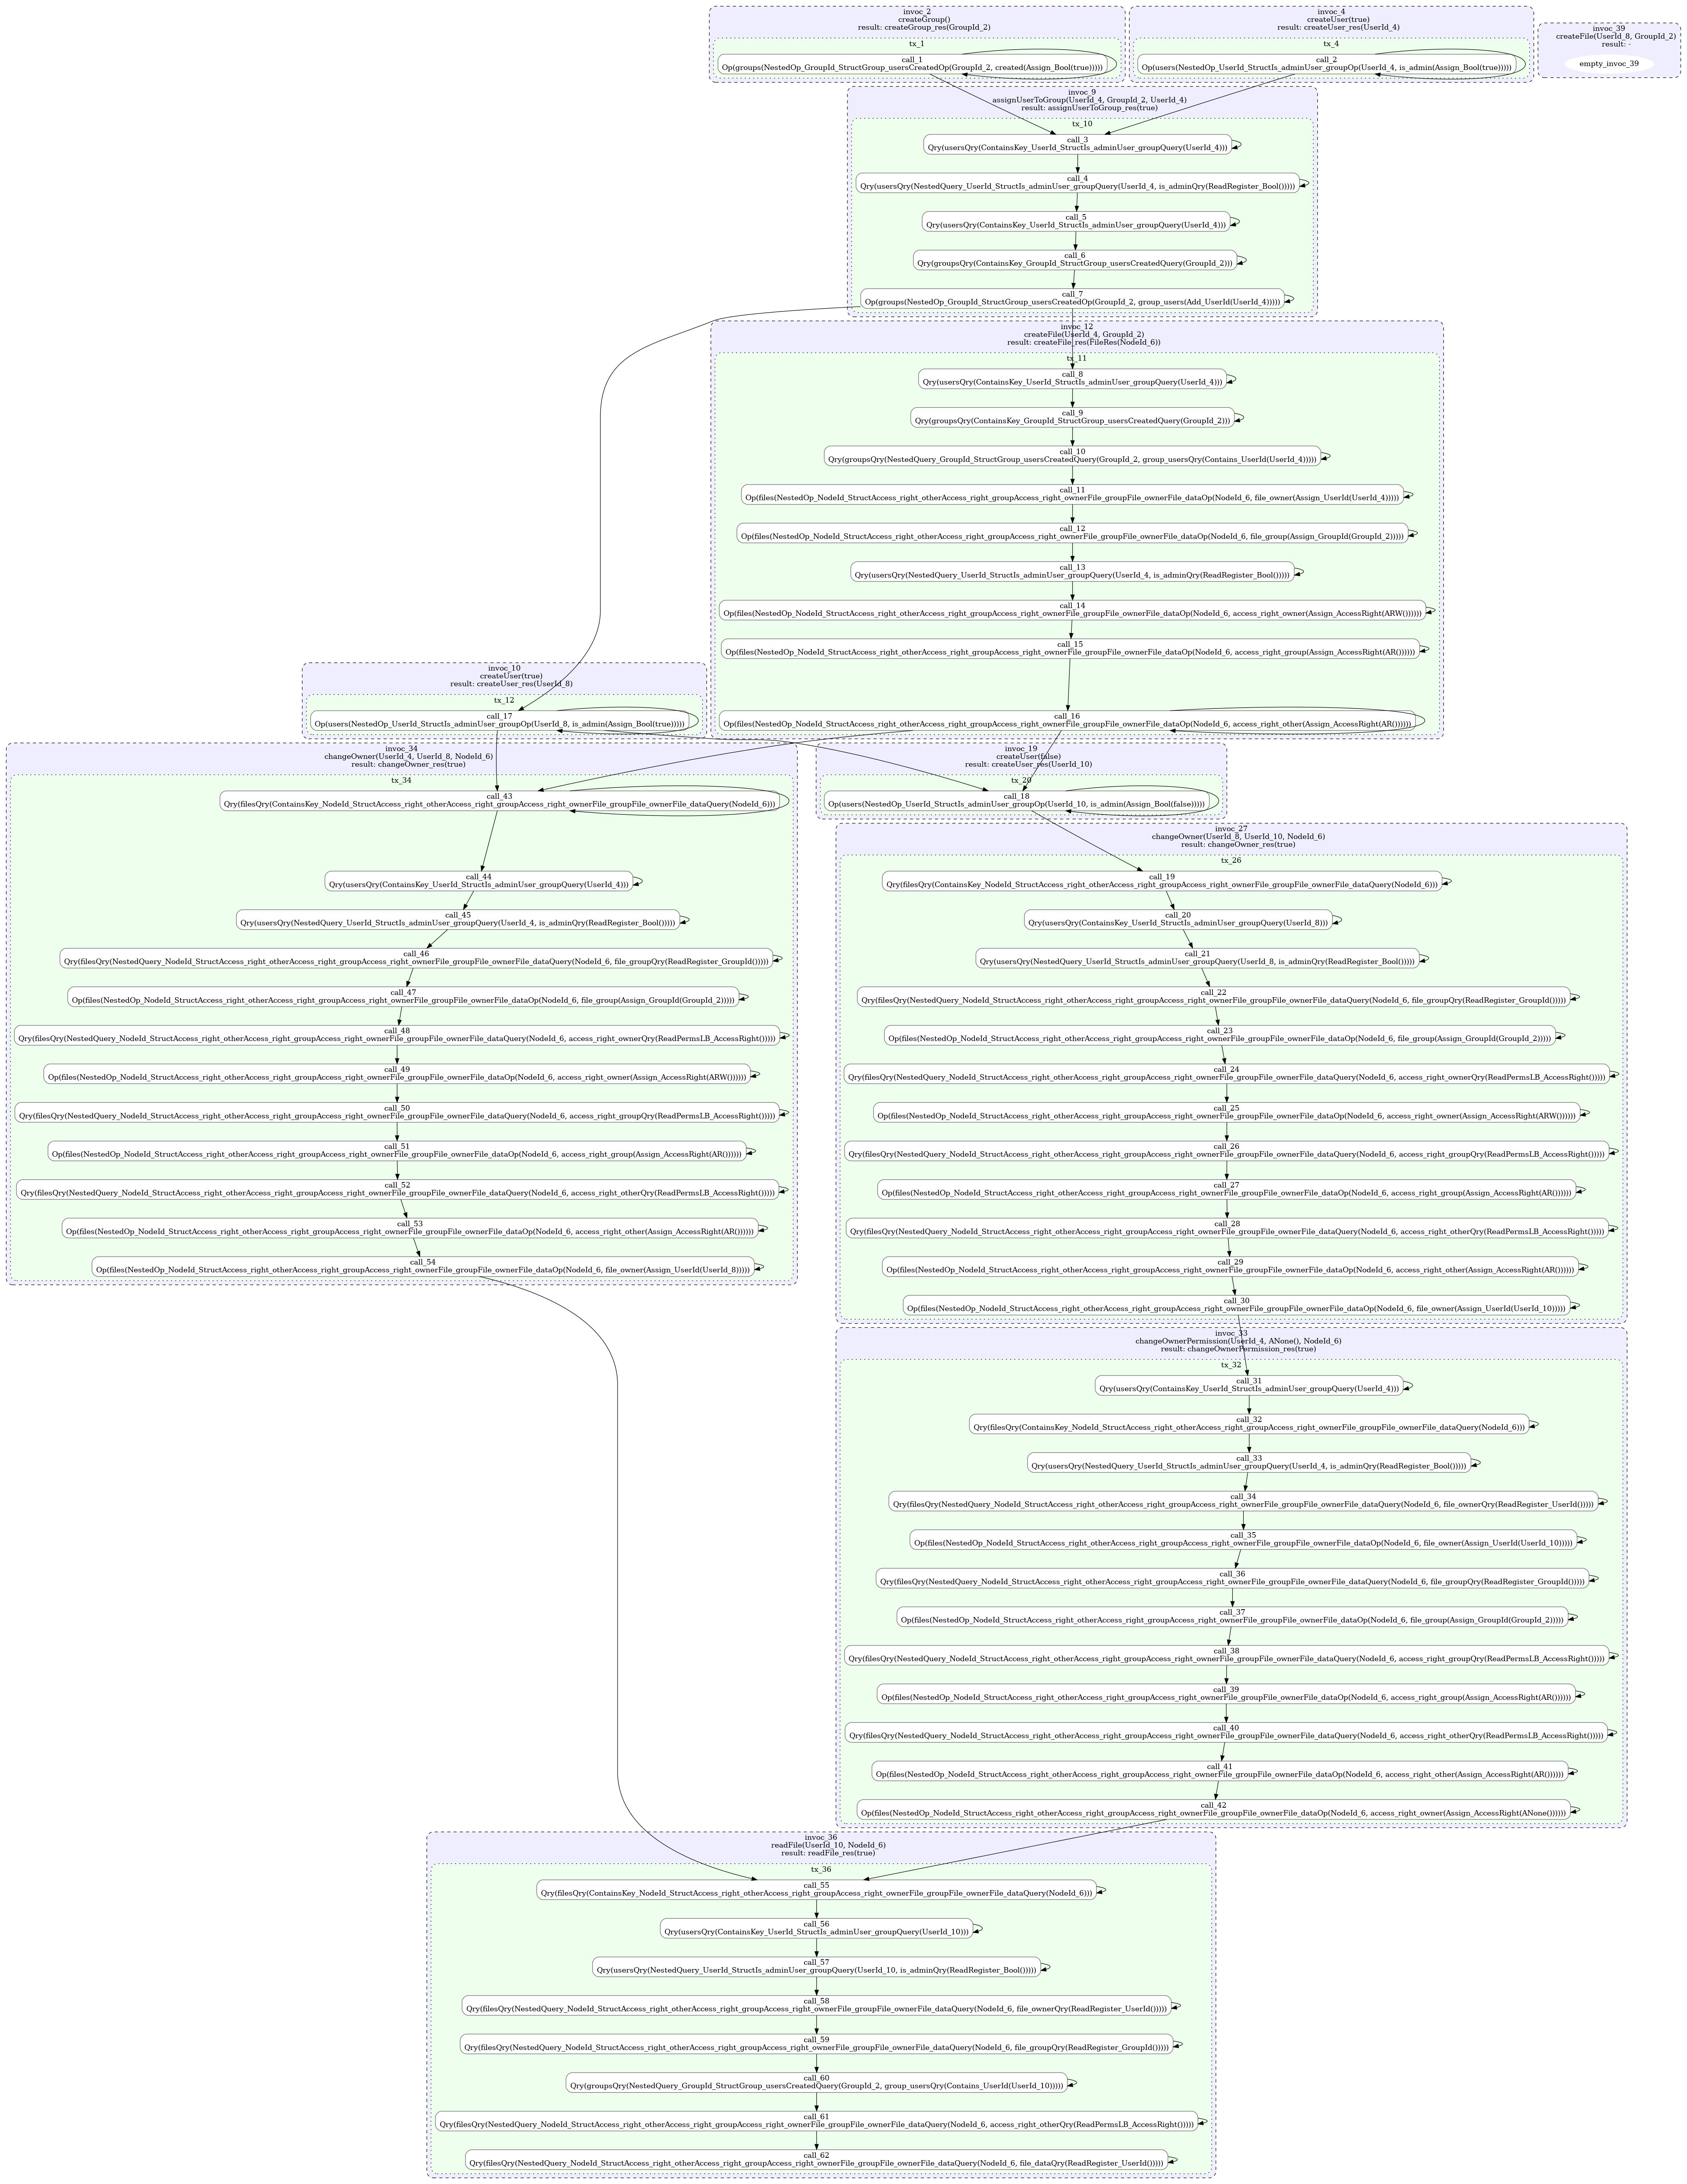 invoc_2
createGroup()
result: createGroup_res(GroupId_2)
tx_1
call_1
Op(groups(NestedOp_GroupId_StructGroup_usersCreatedOp(GroupId_2, created(Assign_Bool(true)))))
invoc_4
createUser(true)
result: createUser_res(UserId_4)
tx_4
call_2
Op(users(NestedOp_UserId_StructIs_adminUser_groupOp(UserId_4, is_admin(Assign_Bool(true)))))
invoc_39
createFile(UserId_8, GroupId_2)
result: -
empty_invoc_39
invoc_9
assignUserToGroup(UserId_4, GroupId_2, UserId_4)
result: assignUserToGroup_res(true)
tx_10
call_3
Qry(usersQry(ContainsKey_UserId_StructIs_adminUser_groupQuery(UserId_4)))
call_4
Qry(usersQry(NestedQuery_UserId_StructIs_adminUser_groupQuery(UserId_4, is_adminQry(ReadRegister_Bool()))))
call_5
Qry(usersQry(ContainsKey_UserId_StructIs_adminUser_groupQuery(UserId_4)))
call_6
Qry(groupsQry(ContainsKey_GroupId_StructGroup_usersCreatedQuery(GroupId_2)))
call_7
Op(groups(NestedOp_GroupId_StructGroup_usersCreatedOp(GroupId_2, group_users(Add_UserId(UserId_4)))))
invoc_12
createFile(UserId_4, GroupId_2)
result: createFile_res(FileRes(NodeId_6))
tx_11
call_8
Qry(usersQry(ContainsKey_UserId_StructIs_adminUser_groupQuery(UserId_4)))
call_9
Qry(groupsQry(ContainsKey_GroupId_StructGroup_usersCreatedQuery(GroupId_2)))
call_10
Qry(groupsQry(NestedQuery_GroupId_StructGroup_usersCreatedQuery(GroupId_2, group_usersQry(Contains_UserId(UserId_4)))))
call_11
Op(files(NestedOp_NodeId_StructAccess_right_otherAccess_right_groupAccess_right_ownerFile_groupFile_ownerFile_dataOp(NodeId_6, file_owner(Assign_UserId(UserId_4)))))
call_12
Op(files(NestedOp_NodeId_StructAccess_right_otherAccess_right_groupAccess_right_ownerFile_groupFile_ownerFile_dataOp(NodeId_6, file_group(Assign_GroupId(GroupId_2)))))
call_13
Qry(usersQry(NestedQuery_UserId_StructIs_adminUser_groupQuery(UserId_4, is_adminQry(ReadRegister_Bool()))))
call_14
Op(files(NestedOp_NodeId_StructAccess_right_otherAccess_right_groupAccess_right_ownerFile_groupFile_ownerFile_dataOp(NodeId_6, access_right_owner(Assign_AccessRight(ARW())))))
call_15
Op(files(NestedOp_NodeId_StructAccess_right_otherAccess_right_groupAccess_right_ownerFile_groupFile_ownerFile_dataOp(NodeId_6, access_right_group(Assign_AccessRight(AR())))))
call_16
Op(files(NestedOp_NodeId_StructAccess_right_otherAccess_right_groupAccess_right_ownerFile_groupFile_ownerFile_dataOp(NodeId_6, access_right_other(Assign_AccessRight(AR())))))
invoc_10
createUser(true)
result: createUser_res(UserId_8)
tx_12
call_17
Op(users(NestedOp_UserId_StructIs_adminUser_groupOp(UserId_8, is_admin(Assign_Bool(true)))))
invoc_34
changeOwner(UserId_4, UserId_8, NodeId_6)
result: changeOwner_res(true)
tx_34
call_43
Qry(filesQry(ContainsKey_NodeId_StructAccess_right_otherAccess_right_groupAccess_right_ownerFile_groupFile_ownerFile_dataQuery(NodeId_6)))
call_44
Qry(usersQry(ContainsKey_UserId_StructIs_adminUser_groupQuery(UserId_4)))
call_45
Qry(usersQry(NestedQuery_UserId_StructIs_adminUser_groupQuery(UserId_4, is_adminQry(ReadRegister_Bool()))))
call_46
Qry(filesQry(NestedQuery_NodeId_StructAccess_right_otherAccess_right_groupAccess_right_ownerFile_groupFile_ownerFile_dataQuery(NodeId_6, file_groupQry(ReadRegister_GroupId()))))
call_47
Op(files(NestedOp_NodeId_StructAccess_right_otherAccess_right_groupAccess_right_ownerFile_groupFile_ownerFile_dataOp(NodeId_6, file_group(Assign_GroupId(GroupId_2)))))
call_48
Qry(filesQry(NestedQuery_NodeId_StructAccess_right_otherAccess_right_groupAccess_right_ownerFile_groupFile_ownerFile_dataQuery(NodeId_6, access_right_ownerQry(ReadPermsLB_AccessRight()))))
call_49
Op(files(NestedOp_NodeId_StructAccess_right_otherAccess_right_groupAccess_right_ownerFile_groupFile_ownerFile_dataOp(NodeId_6, access_right_owner(Assign_AccessRight(ARW())))))
call_50
Qry(filesQry(NestedQuery_NodeId_StructAccess_right_otherAccess_right_groupAccess_right_ownerFile_groupFile_ownerFile_dataQuery(NodeId_6, access_right_groupQry(ReadPermsLB_AccessRight()))))
call_51
Op(files(NestedOp_NodeId_StructAccess_right_otherAccess_right_groupAccess_right_ownerFile_groupFile_ownerFile_dataOp(NodeId_6, access_right_group(Assign_AccessRight(AR())))))
call_52
Qry(filesQry(NestedQuery_NodeId_StructAccess_right_otherAccess_right_groupAccess_right_ownerFile_groupFile_ownerFile_dataQuery(NodeId_6, access_right_otherQry(ReadPermsLB_AccessRight()))))
call_53
Op(files(NestedOp_NodeId_StructAccess_right_otherAccess_right_groupAccess_right_ownerFile_groupFile_ownerFile_dataOp(NodeId_6, access_right_other(Assign_AccessRight(AR())))))
call_54
Op(files(NestedOp_NodeId_StructAccess_right_otherAccess_right_groupAccess_right_ownerFile_groupFile_ownerFile_dataOp(NodeId_6, file_owner(Assign_UserId(UserId_8)))))
invoc_19
createUser(false)
result: createUser_res(UserId_10)
tx_20
call_18
Op(users(NestedOp_UserId_StructIs_adminUser_groupOp(UserId_10, is_admin(Assign_Bool(false)))))
invoc_27
changeOwner(UserId_8, UserId_10, NodeId_6)
result: changeOwner_res(true)
tx_26
call_19
Qry(filesQry(ContainsKey_NodeId_StructAccess_right_otherAccess_right_groupAccess_right_ownerFile_groupFile_ownerFile_dataQuery(NodeId_6)))
call_20
Qry(usersQry(ContainsKey_UserId_StructIs_adminUser_groupQuery(UserId_8)))
call_21
Qry(usersQry(NestedQuery_UserId_StructIs_adminUser_groupQuery(UserId_8, is_adminQry(ReadRegister_Bool()))))
call_22
Qry(filesQry(NestedQuery_NodeId_StructAccess_right_otherAccess_right_groupAccess_right_ownerFile_groupFile_ownerFile_dataQuery(NodeId_6, file_groupQry(ReadRegister_GroupId()))))
call_23
Op(files(NestedOp_NodeId_StructAccess_right_otherAccess_right_groupAccess_right_ownerFile_groupFile_ownerFile_dataOp(NodeId_6, file_group(Assign_GroupId(GroupId_2)))))
call_24
Qry(filesQry(NestedQuery_NodeId_StructAccess_right_otherAccess_right_groupAccess_right_ownerFile_groupFile_ownerFile_dataQuery(NodeId_6, access_right_ownerQry(ReadPermsLB_AccessRight()))))
call_25
Op(files(NestedOp_NodeId_StructAccess_right_otherAccess_right_groupAccess_right_ownerFile_groupFile_ownerFile_dataOp(NodeId_6, access_right_owner(Assign_AccessRight(ARW())))))
call_26
Qry(filesQry(NestedQuery_NodeId_StructAccess_right_otherAccess_right_groupAccess_right_ownerFile_groupFile_ownerFile_dataQuery(NodeId_6, access_right_groupQry(ReadPermsLB_AccessRight()))))
call_27
Op(files(NestedOp_NodeId_StructAccess_right_otherAccess_right_groupAccess_right_ownerFile_groupFile_ownerFile_dataOp(NodeId_6, access_right_group(Assign_AccessRight(AR())))))
call_28
Qry(filesQry(NestedQuery_NodeId_StructAccess_right_otherAccess_right_groupAccess_right_ownerFile_groupFile_ownerFile_dataQuery(NodeId_6, access_right_otherQry(ReadPermsLB_AccessRight()))))
call_29
Op(files(NestedOp_NodeId_StructAccess_right_otherAccess_right_groupAccess_right_ownerFile_groupFile_ownerFile_dataOp(NodeId_6, access_right_other(Assign_AccessRight(AR())))))
call_30
Op(files(NestedOp_NodeId_StructAccess_right_otherAccess_right_groupAccess_right_ownerFile_groupFile_ownerFile_dataOp(NodeId_6, file_owner(Assign_UserId(UserId_10)))))
invoc_33
changeOwnerPermission(UserId_4, ANone(), NodeId_6)
result: changeOwnerPermission_res(true)
tx_32
call_31
Qry(usersQry(ContainsKey_UserId_StructIs_adminUser_groupQuery(UserId_4)))
call_32
Qry(filesQry(ContainsKey_NodeId_StructAccess_right_otherAccess_right_groupAccess_right_ownerFile_groupFile_ownerFile_dataQuery(NodeId_6)))
call_33
Qry(usersQry(NestedQuery_UserId_StructIs_adminUser_groupQuery(UserId_4, is_adminQry(ReadRegister_Bool()))))
call_34
Qry(filesQry(NestedQuery_NodeId_StructAccess_right_otherAccess_right_groupAccess_right_ownerFile_groupFile_ownerFile_dataQuery(NodeId_6, file_ownerQry(ReadRegister_UserId()))))
call_35
Op(files(NestedOp_NodeId_StructAccess_right_otherAccess_right_groupAccess_right_ownerFile_groupFile_ownerFile_dataOp(NodeId_6, file_owner(Assign_UserId(UserId_10)))))
call_36
Qry(filesQry(NestedQuery_NodeId_StructAccess_right_otherAccess_right_groupAccess_right_ownerFile_groupFile_ownerFile_dataQuery(NodeId_6, file_groupQry(ReadRegister_GroupId()))))
call_37
Op(files(NestedOp_NodeId_StructAccess_right_otherAccess_right_groupAccess_right_ownerFile_groupFile_ownerFile_dataOp(NodeId_6, file_group(Assign_GroupId(GroupId_2)))))
call_38
Qry(filesQry(NestedQuery_NodeId_StructAccess_right_otherAccess_right_groupAccess_right_ownerFile_groupFile_ownerFile_dataQuery(NodeId_6, access_right_groupQry(ReadPermsLB_AccessRight()))))
call_39
Op(files(NestedOp_NodeId_StructAccess_right_otherAccess_right_groupAccess_right_ownerFile_groupFile_ownerFile_dataOp(NodeId_6, access_right_group(Assign_AccessRight(AR())))))
call_40
Qry(filesQry(NestedQuery_NodeId_StructAccess_right_otherAccess_right_groupAccess_right_ownerFile_groupFile_ownerFile_dataQuery(NodeId_6, access_right_otherQry(ReadPermsLB_AccessRight()))))
call_41
Op(files(NestedOp_NodeId_StructAccess_right_otherAccess_right_groupAccess_right_ownerFile_groupFile_ownerFile_dataOp(NodeId_6, access_right_other(Assign_AccessRight(AR())))))
call_42
Op(files(NestedOp_NodeId_StructAccess_right_otherAccess_right_groupAccess_right_ownerFile_groupFile_ownerFile_dataOp(NodeId_6, access_right_owner(Assign_AccessRight(ANone())))))
invoc_36
readFile(UserId_10, NodeId_6)
result: readFile_res(true)
tx_36
call_55
Qry(filesQry(ContainsKey_NodeId_StructAccess_right_otherAccess_right_groupAccess_right_ownerFile_groupFile_ownerFile_dataQuery(NodeId_6)))
call_56
Qry(usersQry(ContainsKey_UserId_StructIs_adminUser_groupQuery(UserId_10)))
call_57
Qry(usersQry(NestedQuery_UserId_StructIs_adminUser_groupQuery(UserId_10, is_adminQry(ReadRegister_Bool()))))
call_58
Qry(filesQry(NestedQuery_NodeId_StructAccess_right_otherAccess_right_groupAccess_right_ownerFile_groupFile_ownerFile_dataQuery(NodeId_6, file_ownerQry(ReadRegister_UserId()))))
call_59
Qry(filesQry(NestedQuery_NodeId_StructAccess_right_otherAccess_right_groupAccess_right_ownerFile_groupFile_ownerFile_dataQuery(NodeId_6, file_groupQry(ReadRegister_GroupId()))))
call_60
Qry(groupsQry(NestedQuery_GroupId_StructGroup_usersCreatedQuery(GroupId_2, group_usersQry(Contains_UserId(UserId_10)))))
call_61
Qry(filesQry(NestedQuery_NodeId_StructAccess_right_otherAccess_right_groupAccess_right_ownerFile_groupFile_ownerFile_dataQuery(NodeId_6, access_right_otherQry(ReadPermsLB_AccessRight()))))
call_62
Qry(filesQry(NestedQuery_NodeId_StructAccess_right_otherAccess_right_groupAccess_right_ownerFile_groupFile_ownerFile_dataQuery(NodeId_6, file_dataQry(ReadRegister_UserId()))))